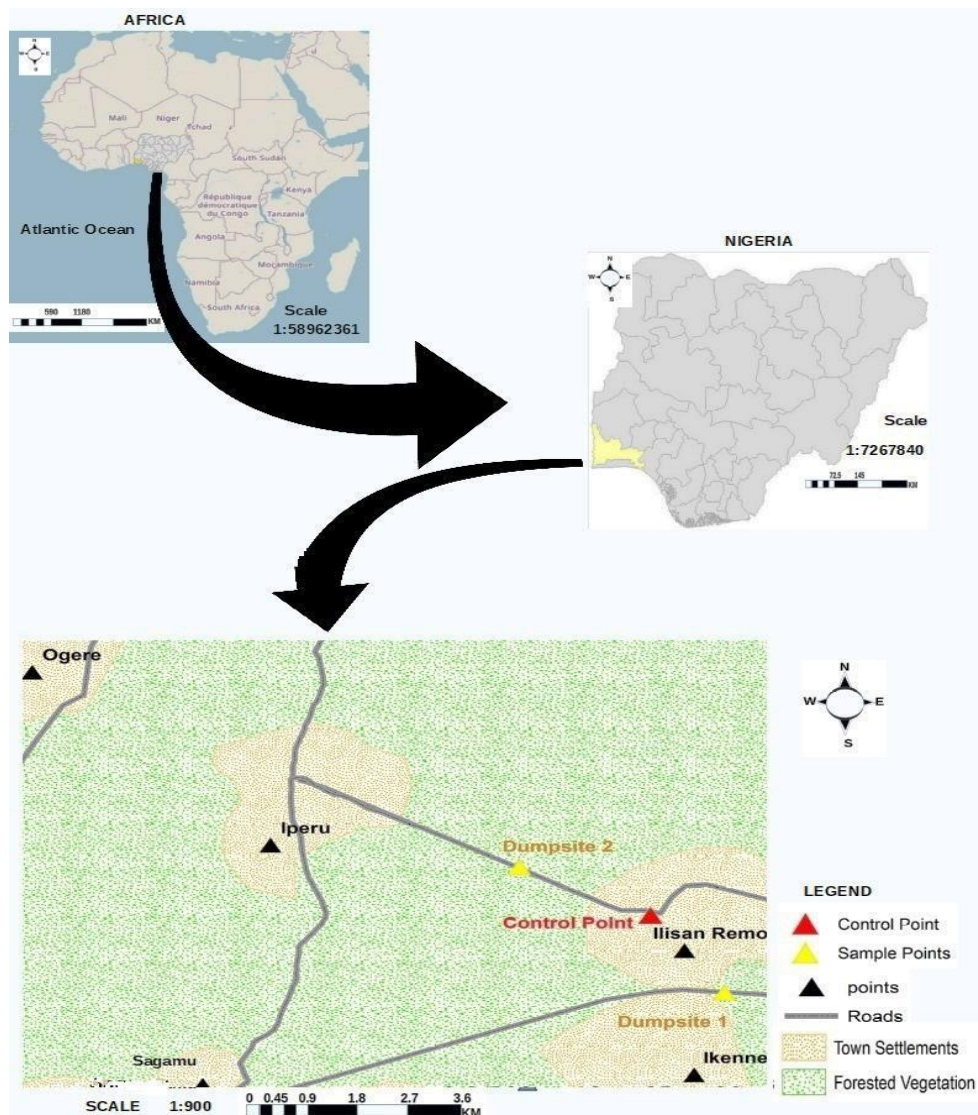 AFRICA
N
W E
S
Mali
Niger
Tchad
South Sudan
Kenya
République
démocratique
du Congo
Tanzania
Angola
Moçambique
Namibia
South Africa
Atlantic Ocean
590 1180
KM
Scale
1:58962361
NIGERIA
N
W E
S
Scale
1:7267840
72.5 145
KM
Ogere
Iperu
Dumpsite 2
Control Point
Ilisan Remo
Dumpsite 1
Ikenne
Sagamu
N
W E
S
LEGEND
Control Point
Sample Points
points
Roads
Town Settlements
Forested Vegetation
SCALE 1:900
0 0.45 0.9 1.8 2.7 3.6
KM